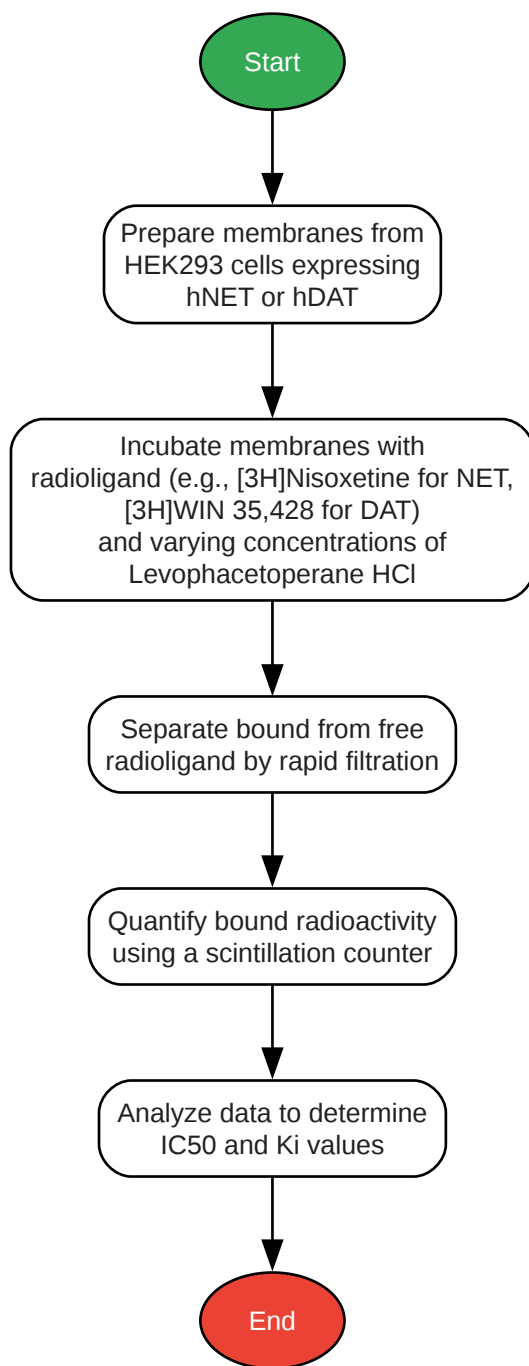 Start
Prepare membranes from
HEK293 cells expressing
hNET or hDAT
Incubate membranes with
radioligand (e.g., [3H]Nisoxetine for NET,
[3H]WIN 35,428 for DAT)
and varying concentrations of
Levophacetoperane HCl
Separate bound from free
radioligand by rapid filtration
Quantify bound radioactivity
using a scintillation counter
Analyze data to determine
IC50 and Ki values
End